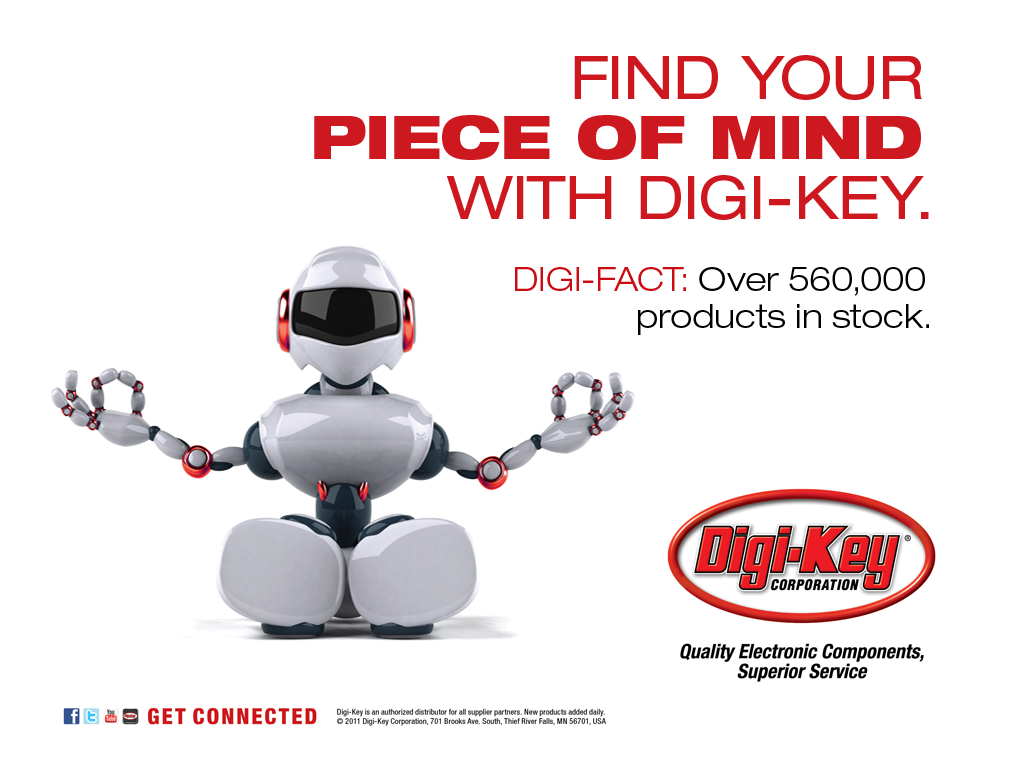 FIND YOUR
PIECE OF MIND
WITH DIGI-KEY.
DIGI-FACT: Over 560,000
products in stock.
Digi-Key®
CORPORATION
Quality Electronic Components,
Superior Service
f t You Tube GET CONNECTED
Digi-Key is an authorized distributor for all supplier partners. New products added daily.
© 2011 Digi-Key Corporation, 701 Brooks Ave. South, Thief River Falls, MN 56701, USA